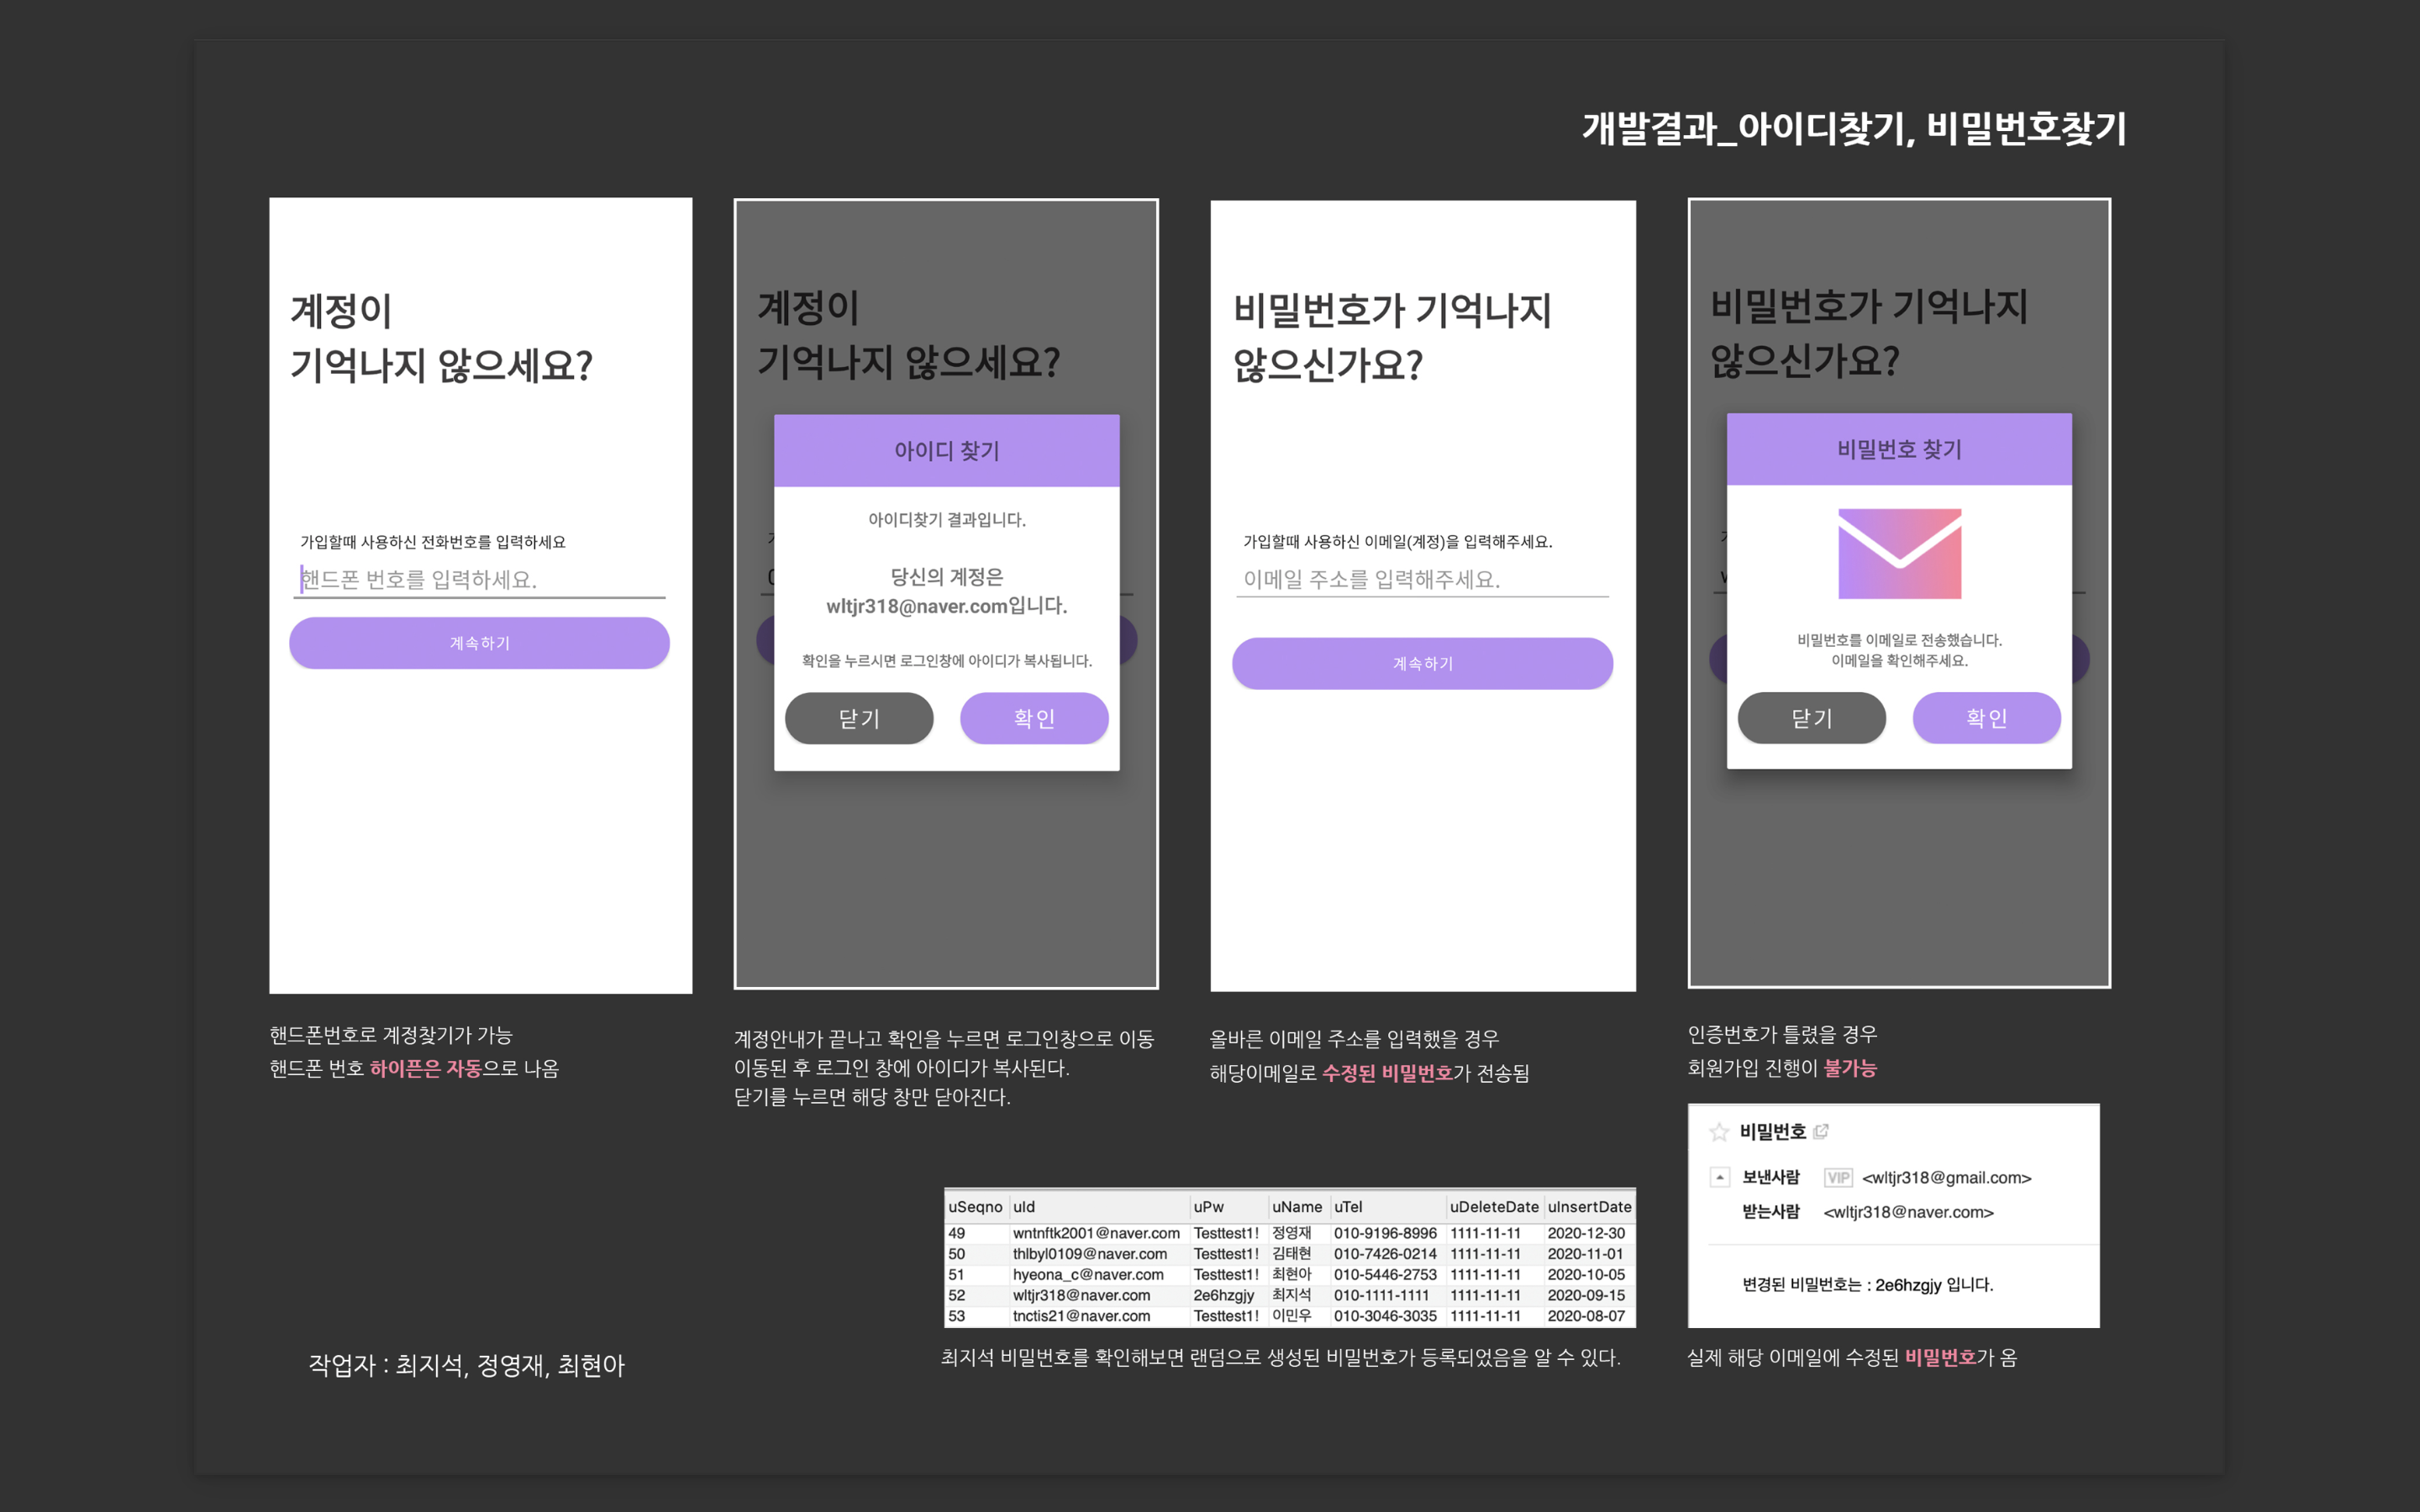 개발결과_아이디찾기, 비밀번호찾기
계정이
기억나지 않으세요?
가입할때 사용하신 전화번호를 입력하세요
핸드폰 번호를 입력하세요.
계속하기
핸드폰번호로 계정찾기가 가능
핸드폰 번호 하이픈은 자동으로 나옴
계정이
기억나지 않으세요?
아이디 찾기
아이디찾기 결과입니다.
당신의 계정은
wltjr318@naver.com입니다.
확인을 누르시면 로그인창에 아이디가 복사됩니다.
닫기 확인
계정안내가 끝나고 확인을 누르면 로그인창으로 이동
이동된 후 로그인 창에 아이디가 복사된다.
닫기를 누르면 해당 창만 닫아진다.
비밀번호가 기억나지
않으신가요?
가입할때 사용하신 이메일(계정)을 입력해주세요.
이메일 주소를 입력해주세요.
계속하기
올바른 이메일 주소를 입력했을 경우
해당이메일로 수정된 비밀번호가 전송됨
비밀번호가 기억나지
않으신가요?
비밀번호 찾기
비밀번호를 이메일로 전송했습니다.
이메일을 확인해주세요.
닫기 확인
인증번호가 틀렸을 경우
회원가입 진행이 불가능
uSeqno uId uPw uName uTel uDeleteDate uInsertDate
49 wntnftk2001@naver.com Testtest1! 정영재 010-9196-8996 1111-11-11 2020-12-30
50 thlbyl0109@naver.com Testtest1! 김태현 010-7426-0214 1111-11-11 2020-11-01
51 hyeona_c@naver.com Testtest1! 최현아 010-5446-2753 1111-11-11 2020-10-05
52 wltjr318@naver.com 2e6hzgjy 최지석 010-1111-1111 1111-11-11 2020-09-15
53 tnctis21@naver.com Testtest1! 이민우 010-3046-3035 1111-11-11 2020-08-07
최지석 비밀번호를 확인해보면 랜덤으로 생성된 비밀번호가 등록되었음을 알 수 있다.
비밀번호
보낸사람 VIP <wltjr318@gmail.com>
받는사람 <wltjr318@naver.com>
변경된 비밀번호는 : 2e6hzgjy 입니다.
실제 해당 이메일에 수정된 비밀번호가 옴
작업자 : 최지석, 정영재, 최현아